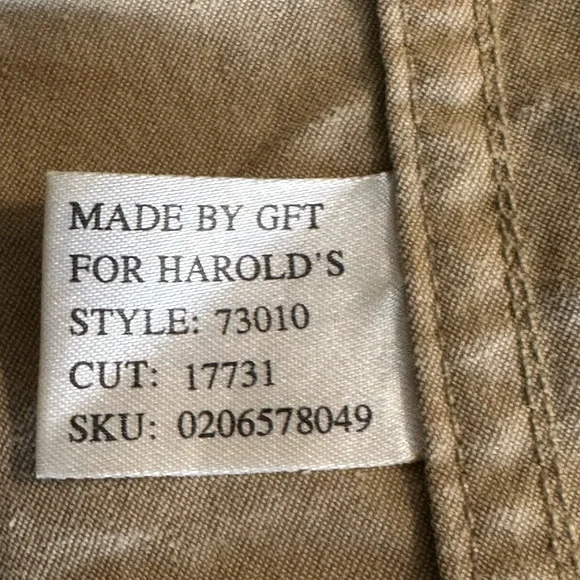 MADE BY GFT
FOR HAROLD'S
STYLE: 73010
CUT: 17731
SKU: 0206578049